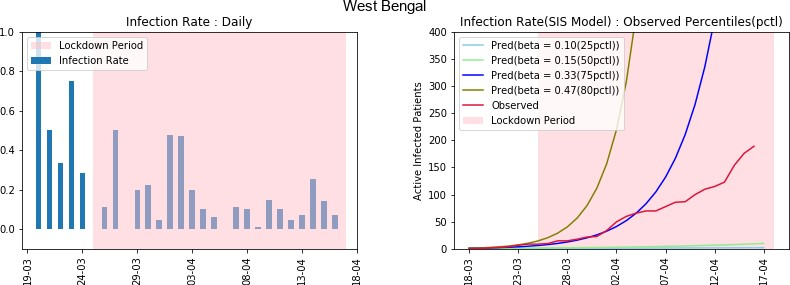 West Bengal
Infection Rate : Daily
1.0
0.8
0.6
0.4
0.2
0.0
Lockdown Period
Infection Rate
19-03
24-03
29-03
03-04
08-04
13-04
18-04
Infection Rate(SIS Model) : Observed Percentiles(pctl)
Active Infected Patients
400
350
300
250
200
150
100
50
0
Pred(beta = 0.10(25pctl))
Pred(beta = 0.15(50pctl))
Pred(beta = 0.33(75pctl))
Pred(beta = 0.47(80pctl))
Observed
Lockdown Period
18-03
23-03
28-03
02-04
07-04
12-04
17-04